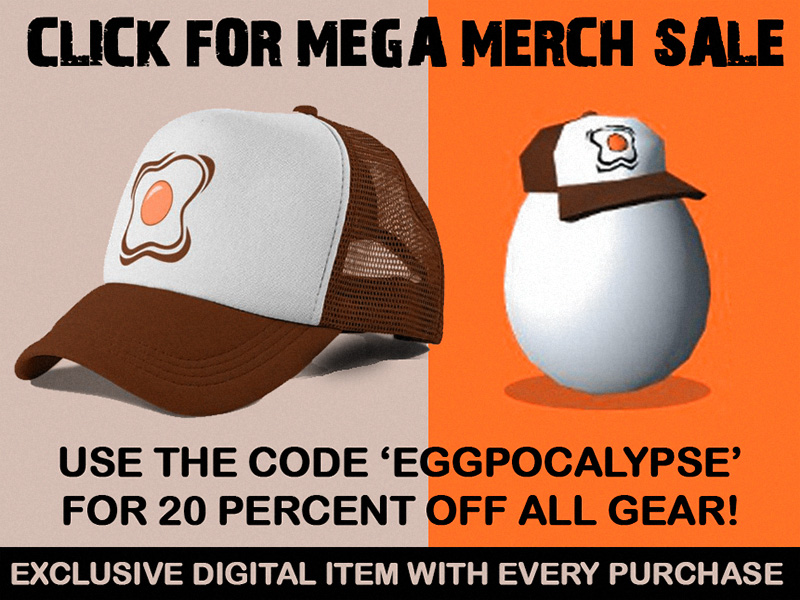 CLICK FOR MEGA MERCH SALE
USE THE CODE ‘EGGPOCALYPSE’
FOR 20 PERCENT OFF ALL GEAR!
EXCLUSIVE DIGITAL ITEM WITH EVERY PURCHASE